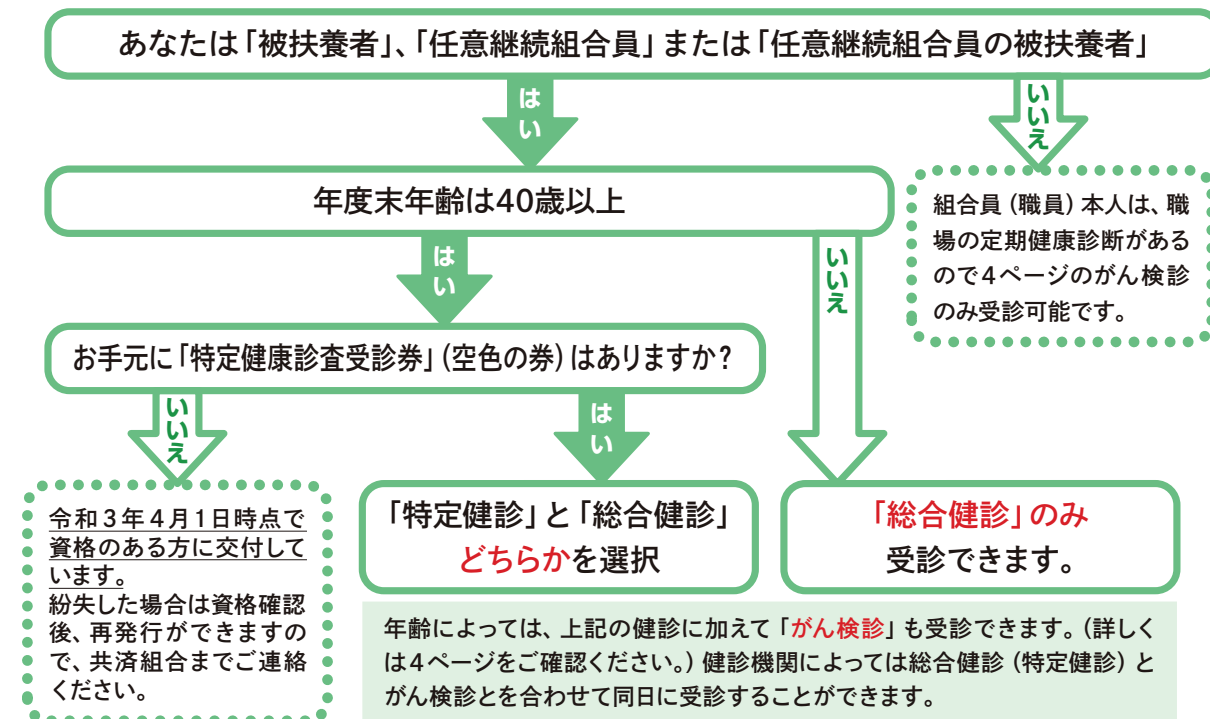 あなたは「被扶養者」、「任意継続組合員」または「任意継続組合員の被扶養者」
はい
いいえ
年度末年齢は40歳以上
組合員(職員)本人は、職
場の定期健康診断がある
ので4ページのがん検診
のみ受診可能です。
はい
いいえ
お手元に「特定健康診査受診券」(空色の券)はありますか?
いいえ
はい
令和3年4月1日時点で
資格のある方に交付して
います。
紛失した場合は資格確認
後、再発行ができますの
で、共済組合までご連絡
ください。
「特定健診」と「総合健診」
どちらかを選択
「総合健診」のみ
受診できます。
年齢によっては、上記の健診に加えて「がん検診」も受診できます。(詳しく
は4ページをご確認ください。)健診機関によっては総合健診(特定健診)と
がん検診とを合わせて同日に受診することができます。